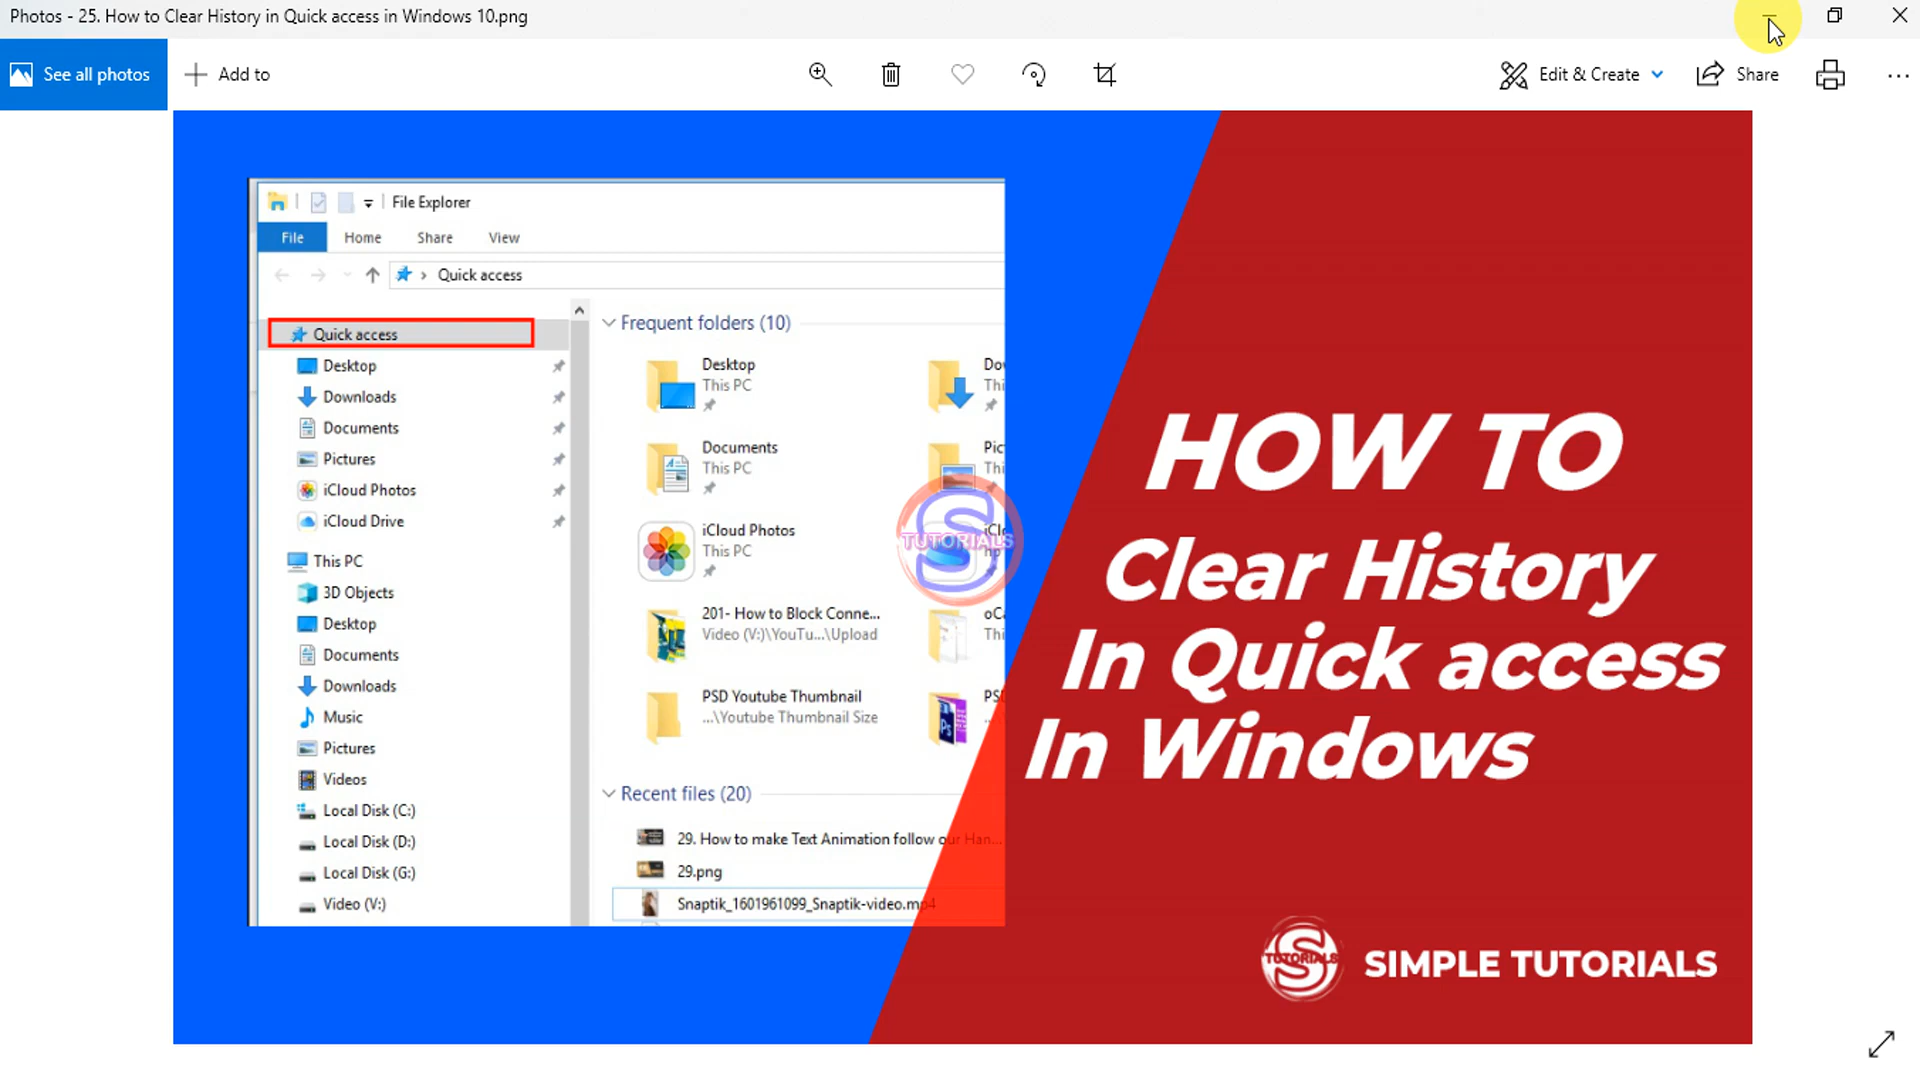 Photos - 25. How to Clear History in Quick access in Windows 10.png
See all photos
Add to
Edit & Create
Share
File Explorer
File Home Share View
Quick access
Quick access
Desktop
Downloads
Documents
Pictures
iCloud Photos
iCloud Drive
This PC
3D Objects
Desktop
Documents
Downloads
Music
Pictures
Videos
Local Disk (C:)
Local Disk (D:)
Local Disk (G:)
Video (V:)
Frequent folders (10)
Desktop
This PC
Documents
This PC
iCloud Photos
This PC
201- How to Block Conne...
Video (V:)\YouTu...\Upload
PSD Youtube Thumbnail
...\Youtube Thumbnail Size
Recent files (20)
29. How to make Text Animation follow our Han...
29.png
Snaptik_1601961099_Snaptik-video.mp4
S
TUTORIALS
HOW TO
Clear History
In Quick access
In Windows
S
TUTORIALS
SIMPLE TUTORIALS